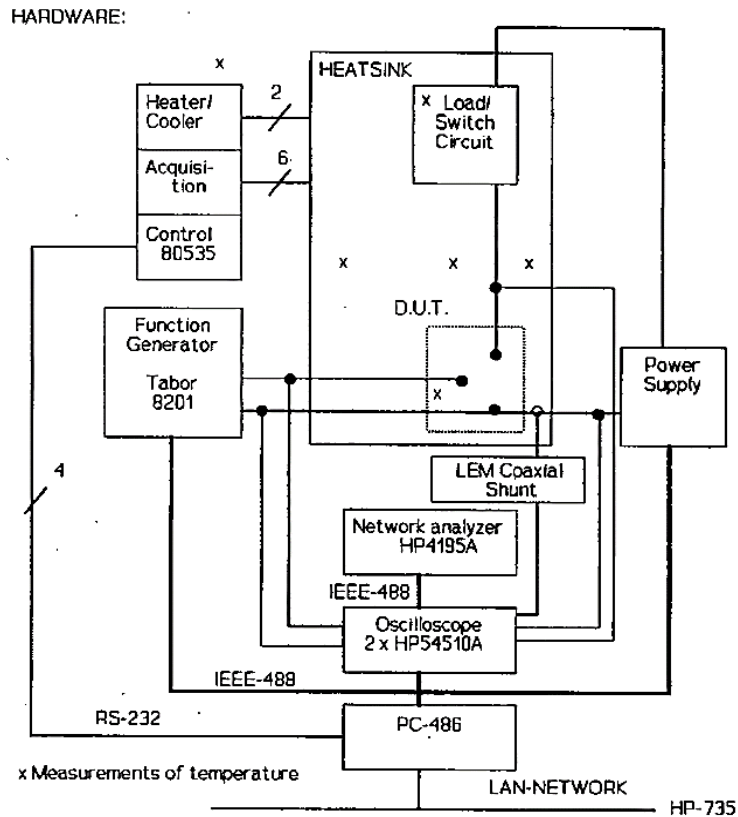 HARDWARE:
x
HEATSINK
Heater/
Cooler
2
x Load/
Switch
Circuit
Acquisi-
tion
6
Control
80535
x x x
D.U.T.
Function
Generator
Tabor
8201
x
Power
Supply
4
LEM Coaxial
Shunt
Network analyzer
HP4195A
IEEE-488
Oscilloscope
2 x HP54510A
IEEE-488
RS-232
PC-486
x Measurements of temperature
LAN-NETWORK
HP-735